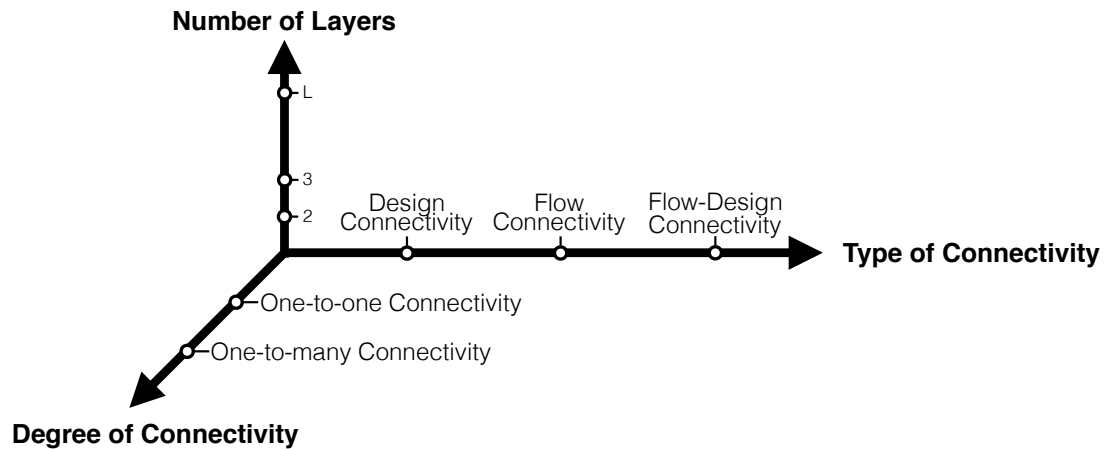 Number of Layers
L
3
2
Design
Connectivity
Flow
Connectivity
Flow-Design
Connectivity
Type of Connectivity
One-to-one Connectivity
One-to-many Connectivity
Degree of Connectivity